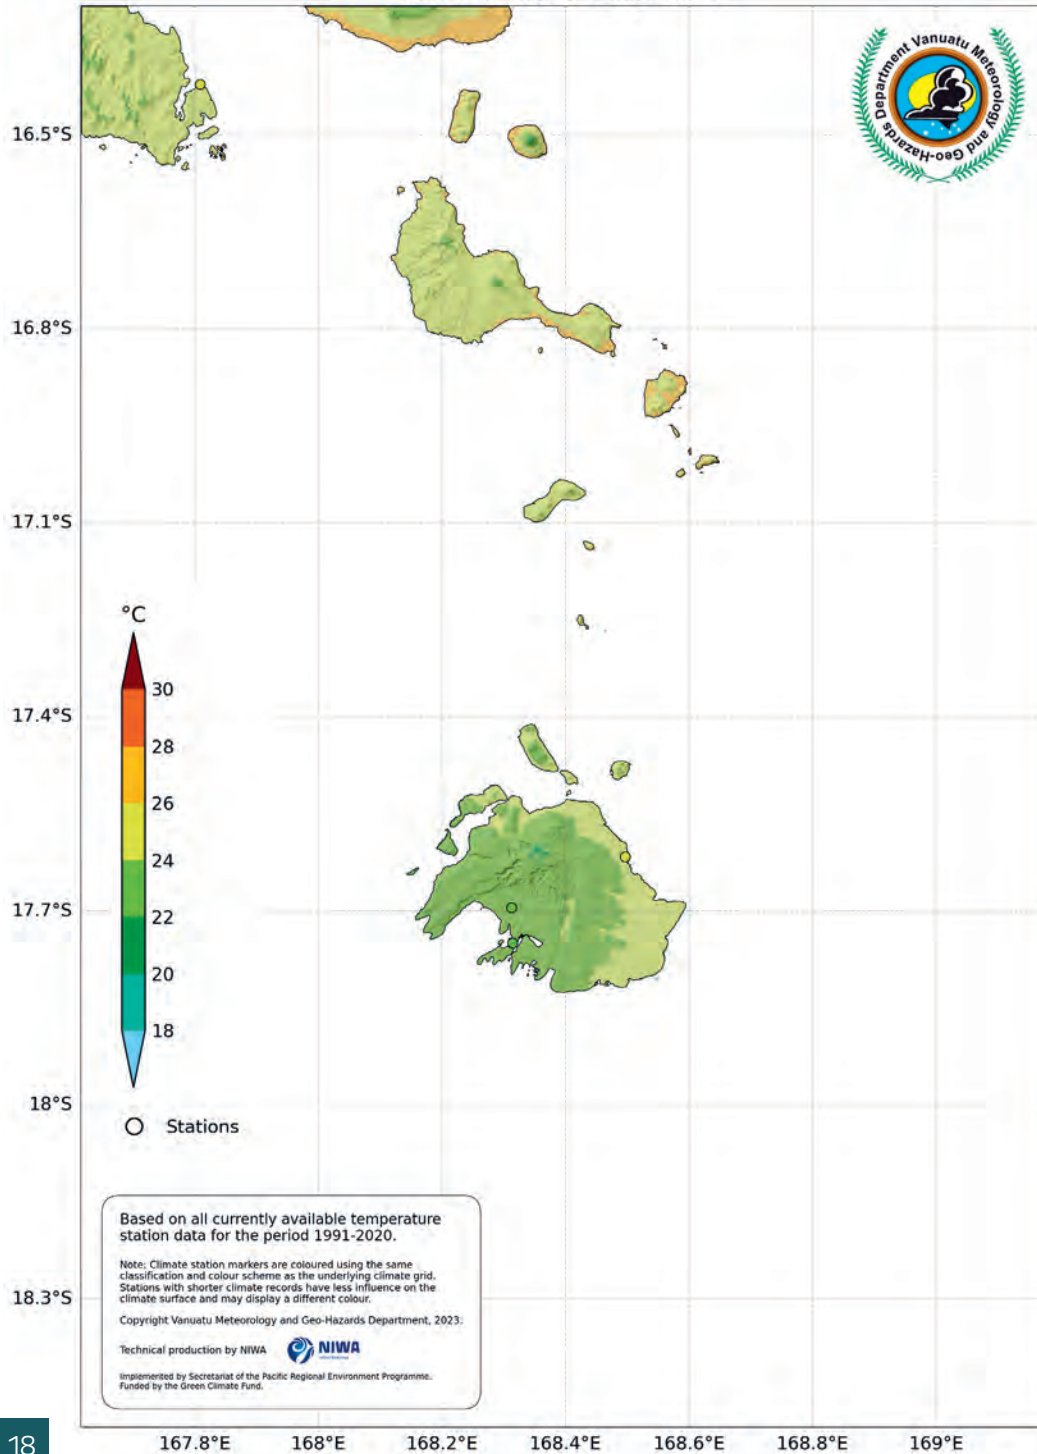 Vanuatu Meteorology and Geo-Hazards Department
16.5°S
16.8°S
17.1°S
17.4°S
17.7°S
18°S
18.3°S
°C
30
28
26
24
22
20
18
Stations
Based on all currently available temperature
station data for the period 1991-2020.
Note: Climate station markers are coloured using the same
classification and colour scheme as the underlying climate grid.
Stations with shorter climate records have less influence on the
climate surface and may display a different colour.
Copyright Vanuatu Meteorology and Geo-Hazards Department, 2023.
Technical production by NIWA
NIWA
Implemented by Secretariat of the Pacific Regional Environment Programme.
Funded by the Green Climate Fund.
167.8°E
168°E
168.2°E
168.4°E
168.6°E
168.8°E
169°E
18